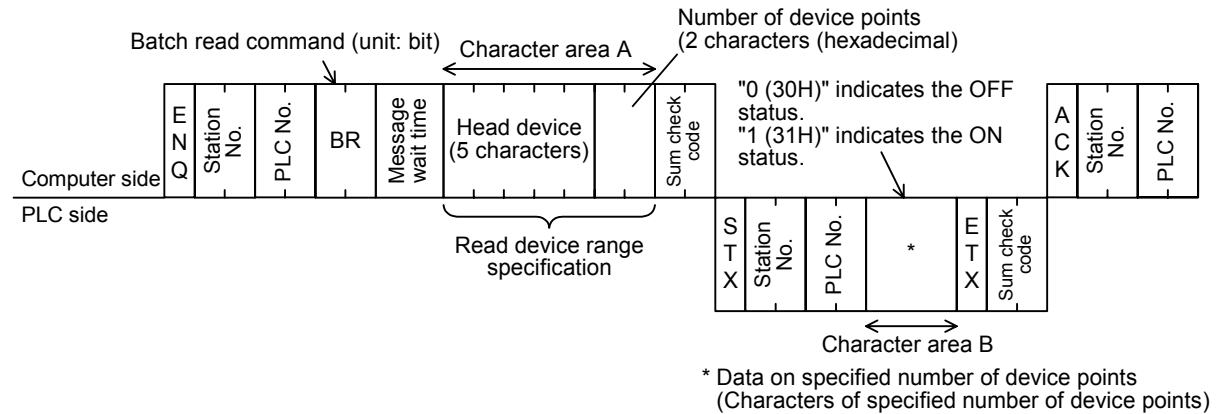 Number of device points
(2 characters (hexadecimal)
Batch read command (unit: bit)
Character area A
"0 (30H)" indicates the OFF
status.
"1 (31H)" indicates the ON
status.
E
N
Q
Station
No.
PLC No.
BR
Message
wait time
Head device
(5 characters)
Sum check
code
A
C
K
Station
No.
PLC No.
Computer side
PLC side
Read device range
specification
S
T
X
Station
No.
PLC No.
*
E
T
X
Sum check
code
Character area B
* Data on specified number of device points
(Characters of specified number of device points)